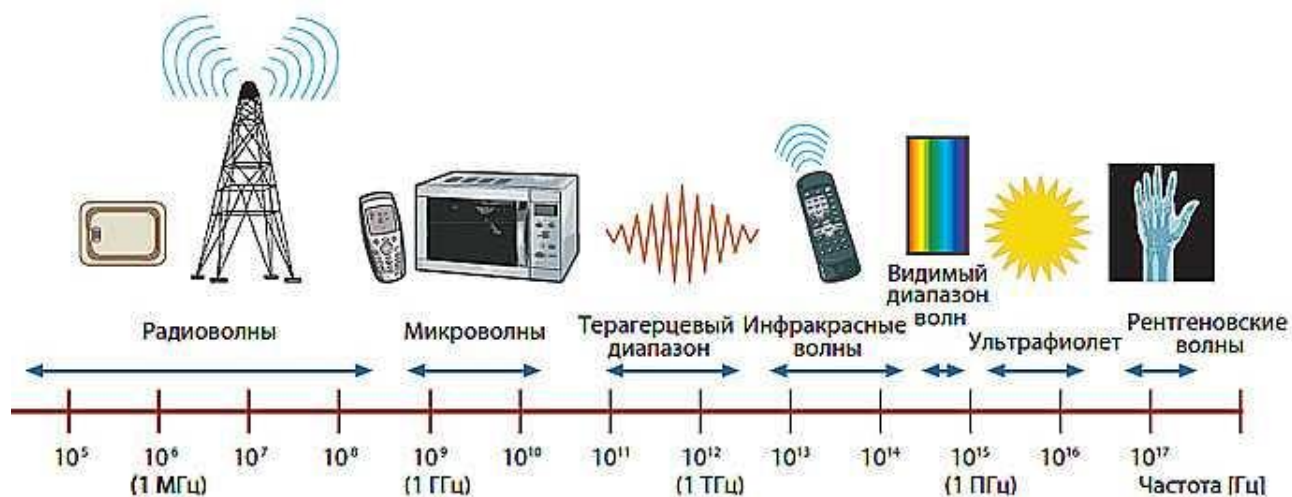 Радиоволны
Микроволны
Терагерцевый
диапазон
Инфракрасные
волны
Видимый
диапазон
волн
Ультрафиолет
Рентгеновские
волны
10⁵ 10⁶ 10⁷ 10⁸ 10⁹ 10¹⁰ 10¹¹ 10¹² 10¹³ 10¹⁴ 10¹⁵ 10¹⁶ 10¹⁷
(1 МГц) (1 ГГц) (1 ТГц) (1 ПГц) Частота [Гц]